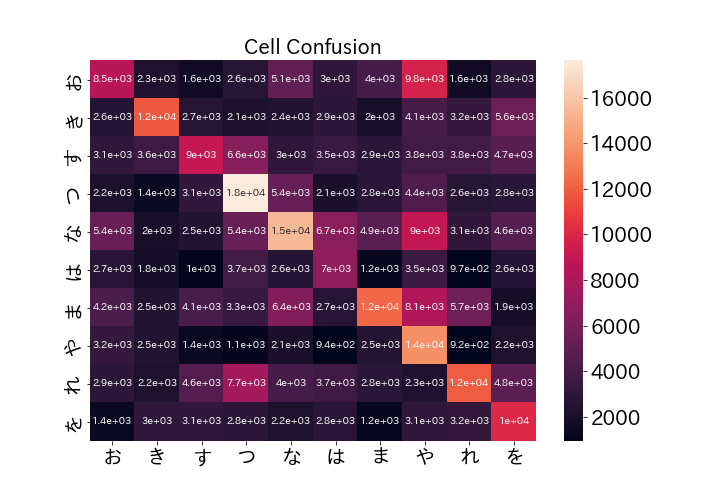 Cell Confusion
お 8.5e+03 2.3e+03 1.6e+03 2.6e+03 5.1e+03 3e+03 4e+03 9.8e+03 1.6e+03 2.8e+03
き 2.6e+03 1.2e+04 2.7e+03 2.1e+03 2.4e+03 2.9e+03 2e+03 4.1e+03 3.2e+03 5.6e+03
す 3.1e+03 3.6e+03 9e+03 6.6e+03 3e+03 3.5e+03 2.9e+03 3.8e+03 3.8e+03 4.7e+03
つ 2.2e+03 1.4e+03 3.1e+03 1.8e+04 5.4e+03 2.1e+03 2.8e+03 4.4e+03 2.6e+03 2.8e+03
な 5.4e+03 2e+03 2.5e+03 5.4e+03 1.5e+04 6.7e+03 4.9e+03 9e+03 3.1e+03 4.6e+03
は 2.7e+03 1.8e+03 1e+03 3.7e+03 2.6e+03 7e+03 1.2e+03 3.5e+03 9.7e+02 2.6e+03
ま 4.2e+03 2.5e+03 4.1e+03 3.3e+03 6.4e+03 2.7e+03 1.2e+04 8.1e+03 5.7e+03 1.9e+03
や 3.2e+03 2.5e+03 1.4e+03 1.1e+03 2.1e+03 9.4e+02 2.5e+03 1.4e+04 9.2e+02 2.2e+03
れ 2.9e+03 2.2e+03 4.6e+03 7.7e+03 4e+03 3.7e+03 2.8e+03 2.3e+03 1.2e+04 4.8e+03
を 1.4e+03 3e+03 3.1e+03 2.8e+03 2.2e+03 2.8e+03 1.2e+03 3.1e+03 3.2e+03 1e+04
お き す つ な は ま や れ を
16000
14000
12000
10000
8000
6000
4000
2000